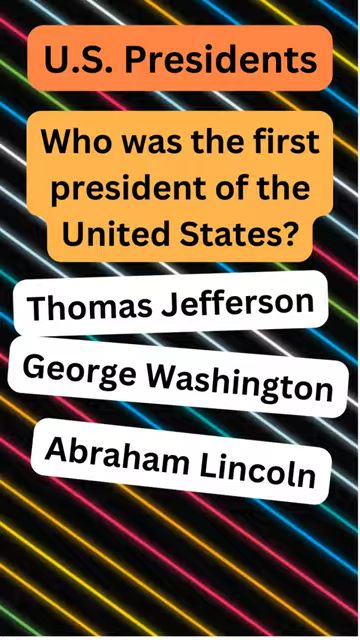 U.S. Presidents
Who was the first
president of the
United States?
Thomas Jefferson
George Washington
Abraham Lincoln